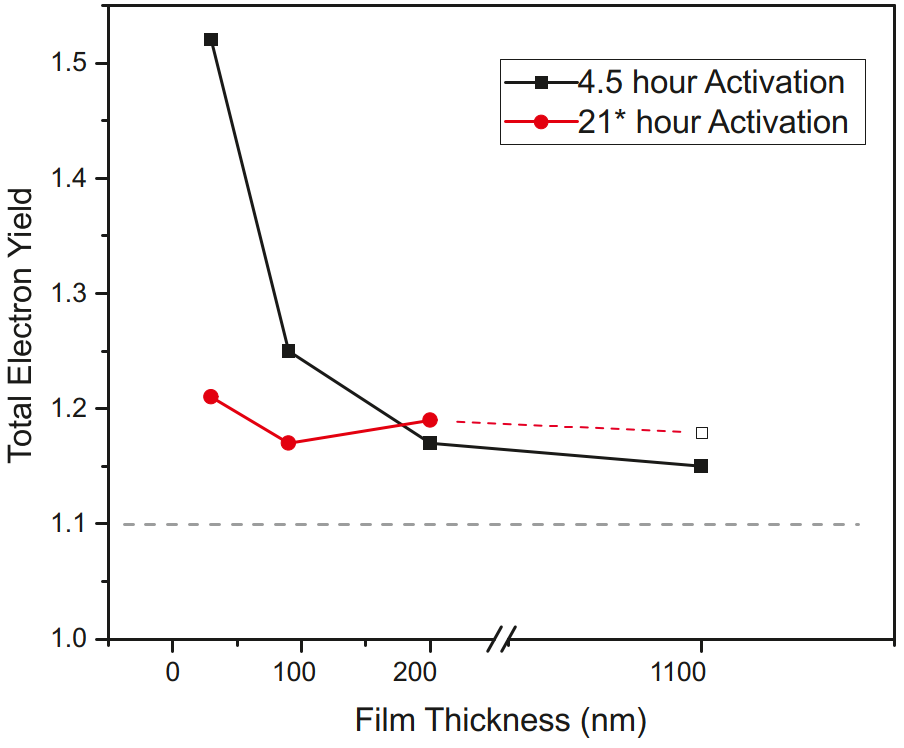 1.5
1.4
1.3
1.2
1.1
1.0
Total Electron Yield
4.5 hour Activation
21* hour Activation
0 100 200 1100
Film Thickness (nm)